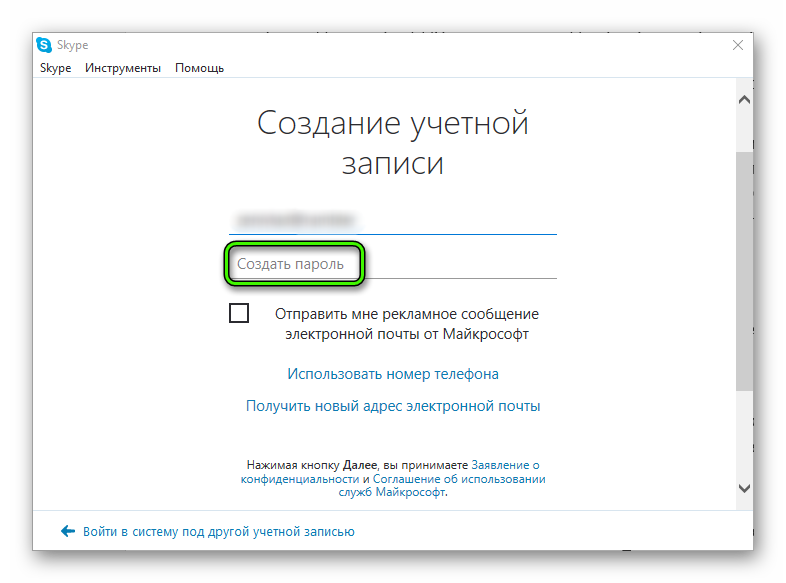 Skype
Skype Инструменты Помощь
Создание учетной
записи
Создать пароль
Отправить мне рекламное сообщение
электронной почты от Майкрософт
Использовать номер телефона
Получить новый адрес электронной почты
Нажимая кнопку Далее, вы принимаете Заявление о
конфиденциальности и Соглашение об использовании
служб Майкрософт.
Войти в систему под другой учетной записью